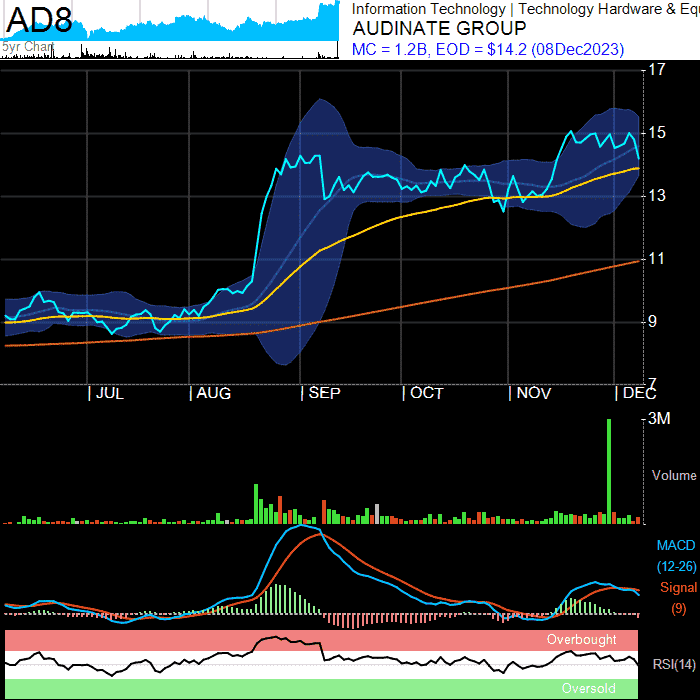 AD8
5yr Chart
Information Technology | Technology Hardware & Equ
AUDINATE GROUP
MC = 1.2B, EOD = $14.2 (08Dec2023)
17
15
13
11
9
7
| JUL | AUG | SEP | OCT | NOV | DEC
3M
Volume
MACD
(12-26)
Signal
(9)
Overbought
RSI(14)
Oversold